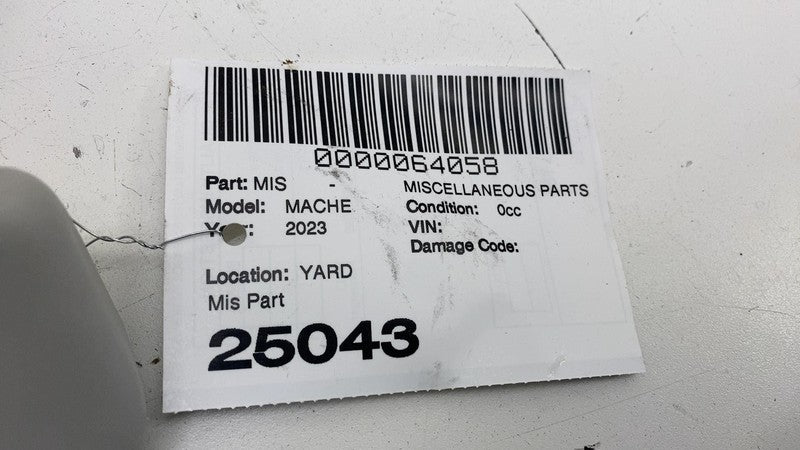 0000064058
Part: MIS - MISCELLANEOUS PARTS
Model: MACHE Condition: 0cc
Year: 2023 VIN:
Damage Code:
Location: YARD
Mis Part
25043